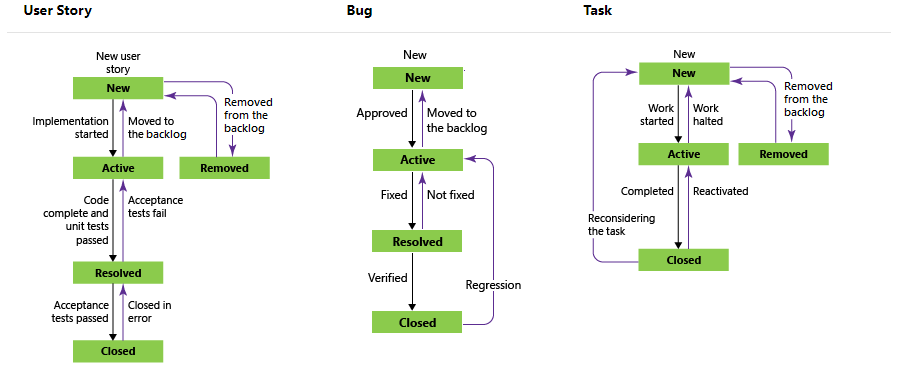 User Story
New user
story
New
Implementation
started
Moved to
the backlog
Removed
from the
backlog
Active
Removed
Code
complete and
unit tests
passed
Acceptance
tests fail
Resolved
Acceptance
tests passed
Closed in
error
Closed
Bug
New
New
Approved
Moved to
the backlog
Active
Fixed
Not fixed
Resolved
Verified
Regression
Closed
Task
New
New
Work
started
Work
halted
Removed
from the
backlog
Active
Removed
Completed
Reactivated
Reconsidering
the task
Closed